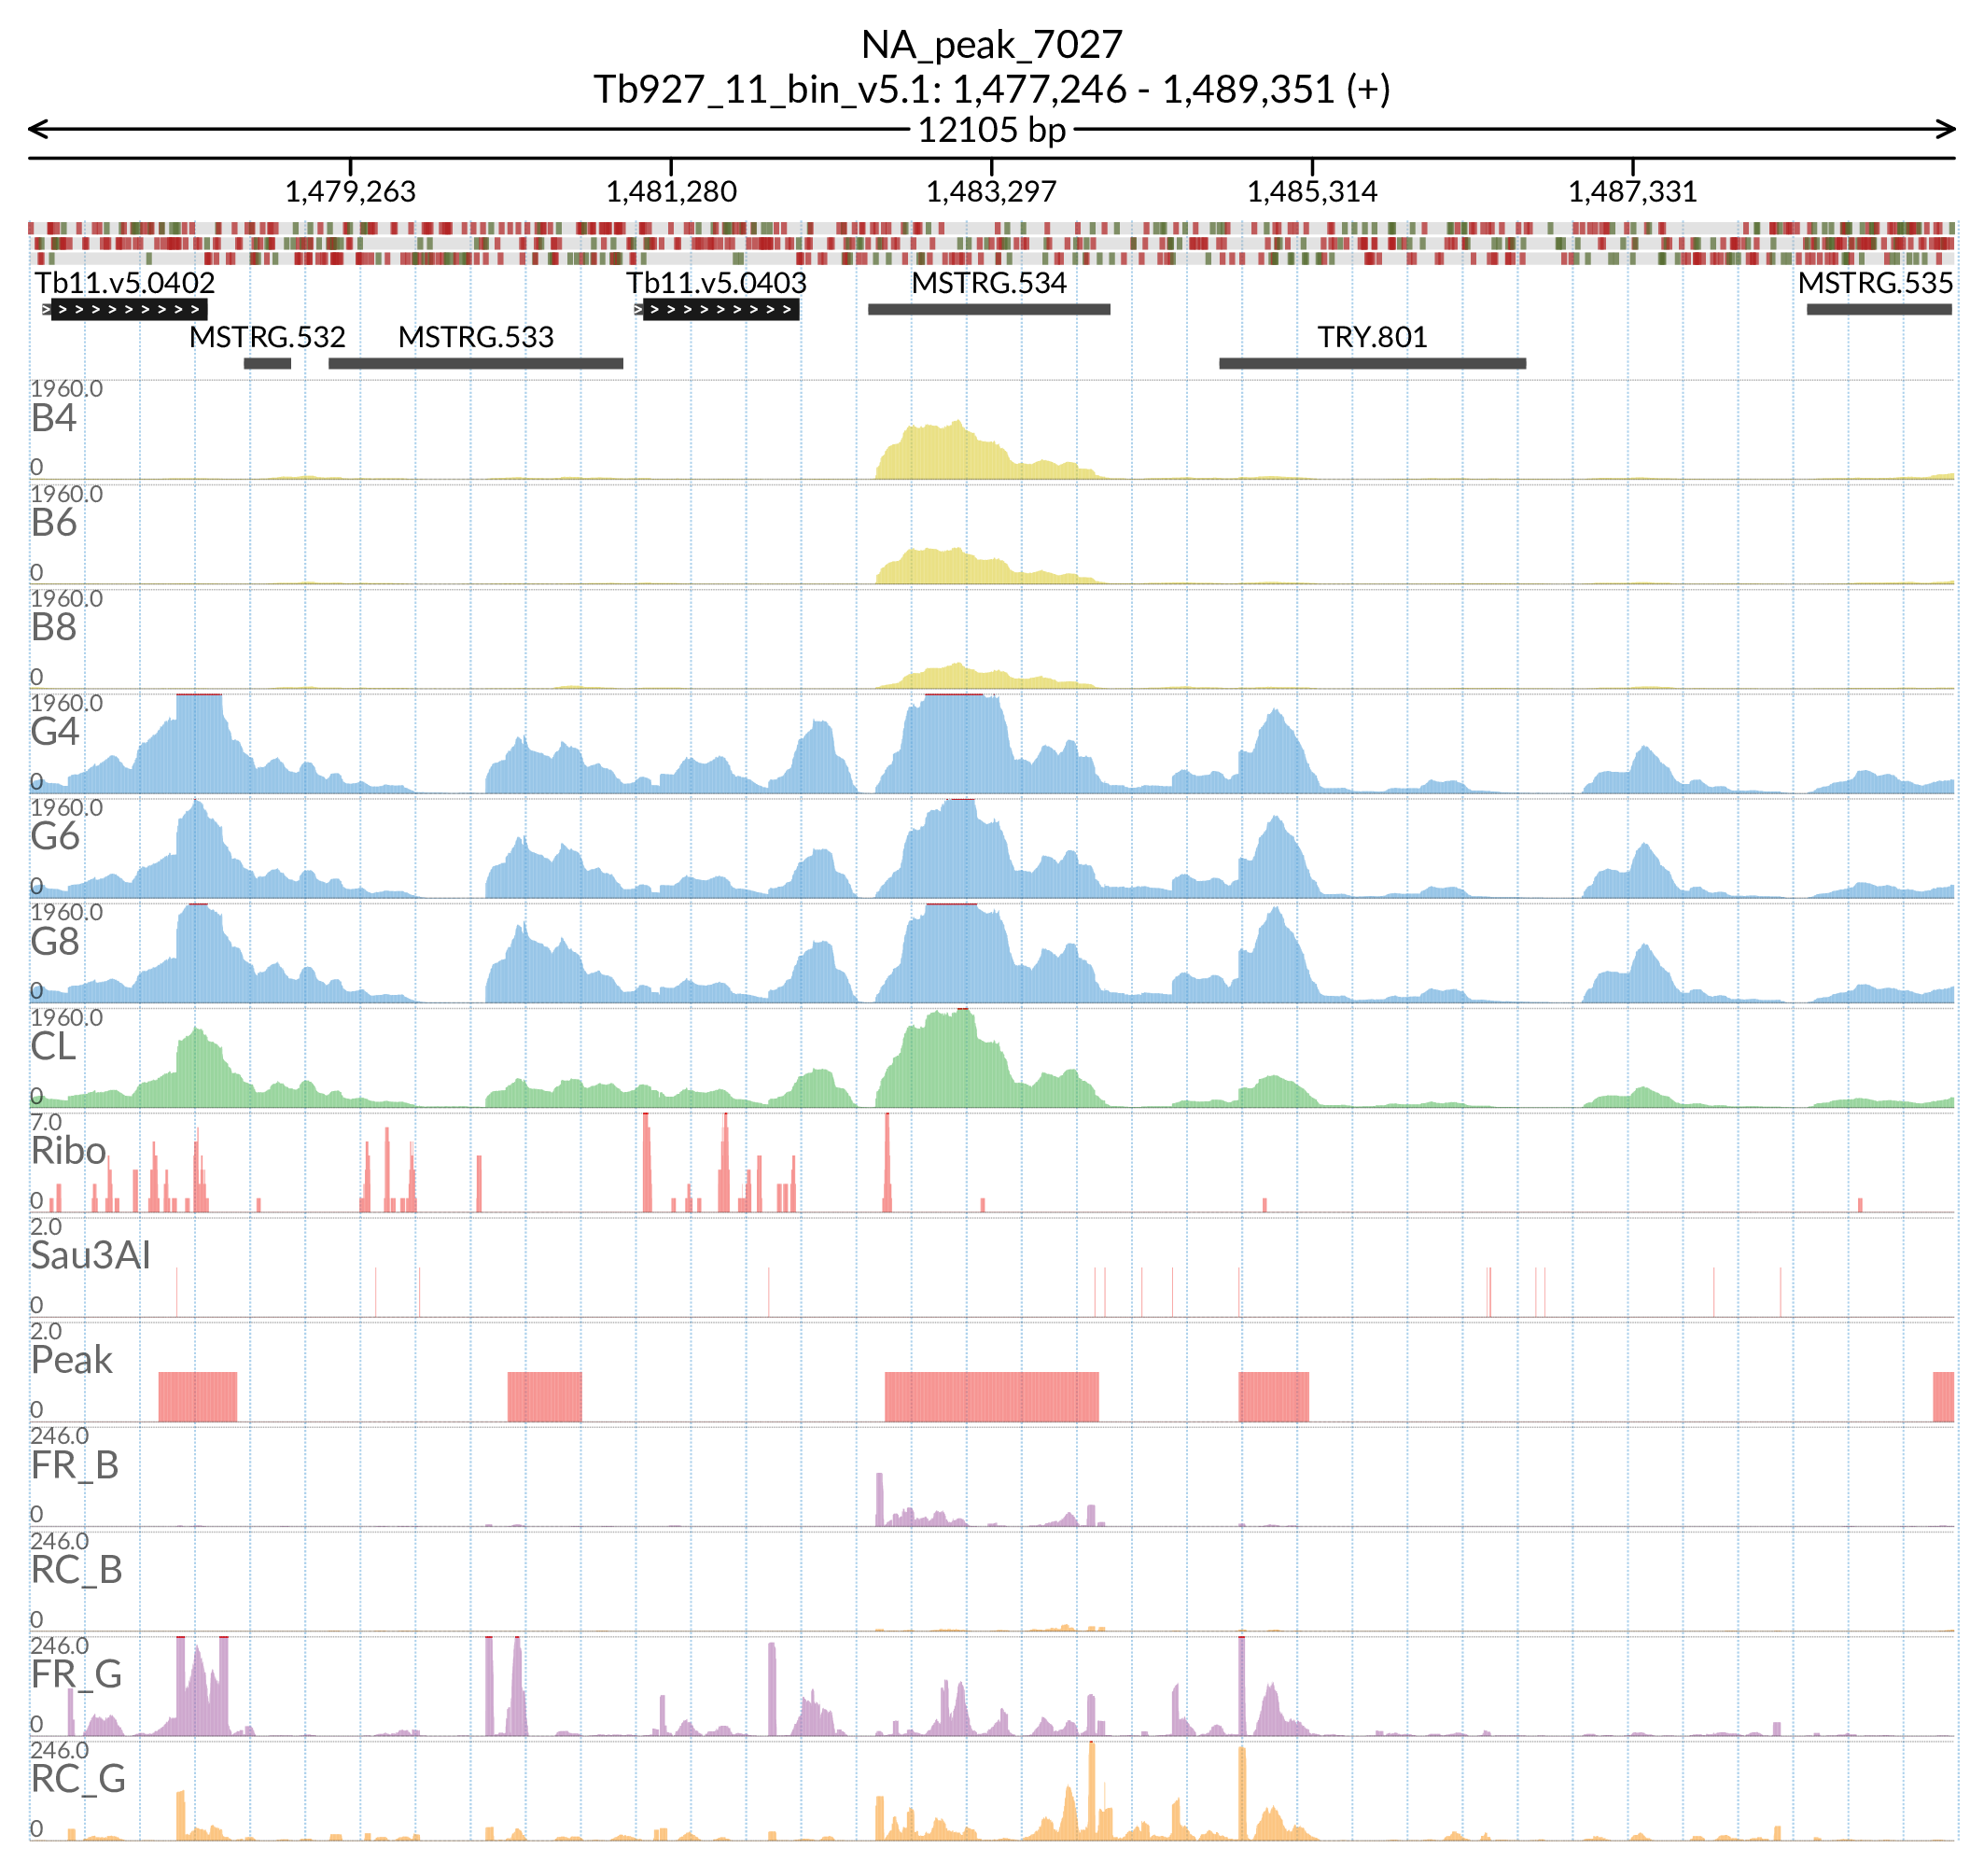 NA_peak_7027
Tb927_11_bin_v5.1: 1,477,246 - 1,489,351 (+)
12105 bp
1,479,263 1,481,280 1,483,297 1,485,314 1,487,331
Tb11.v5.0402 Tb11.v5.0403 MSTRG.534 MSTRG.535
MSTRG.532 MSTRG.533 TRY.801
1960.0
B4
0
1960.0
B6
0
1960.0
B8
0
1960.0
G4
0
1960.0
G6
0
1960.0
G8
0
1960.0
CL
0
7.0
Ribo
0
2.0
Sau3AI
0
2.0
Peak
0
246.0
FR_B
0
246.0
RC_B
0
246.0
FR_G
0
246.0
RC_G
0